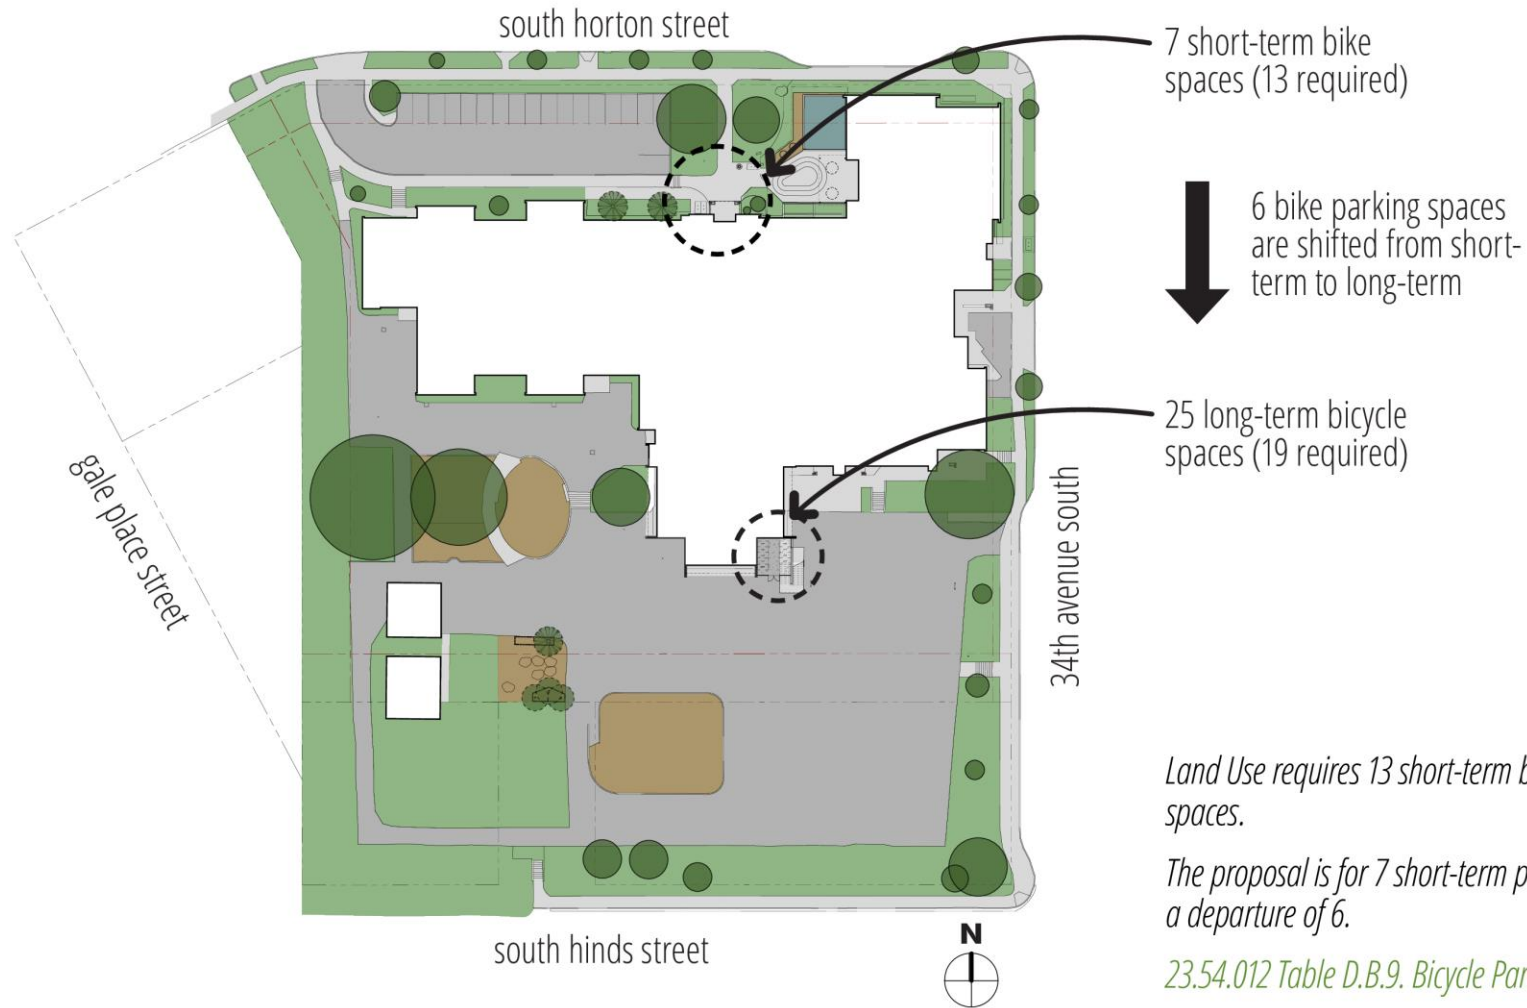 south horton street
7 short-term bike
spaces (13 required)
6 bike parking spaces
are shifted from short-
term to long-term
25 long-term bicycle
spaces (19 required)
gale place street
34th avenue south
Land Use requires 13 short-term
spaces.
The proposal is for 7 short-term
a departure of 6.
south hinds street
N
23.54.012 Table D.B.9. Bicycle